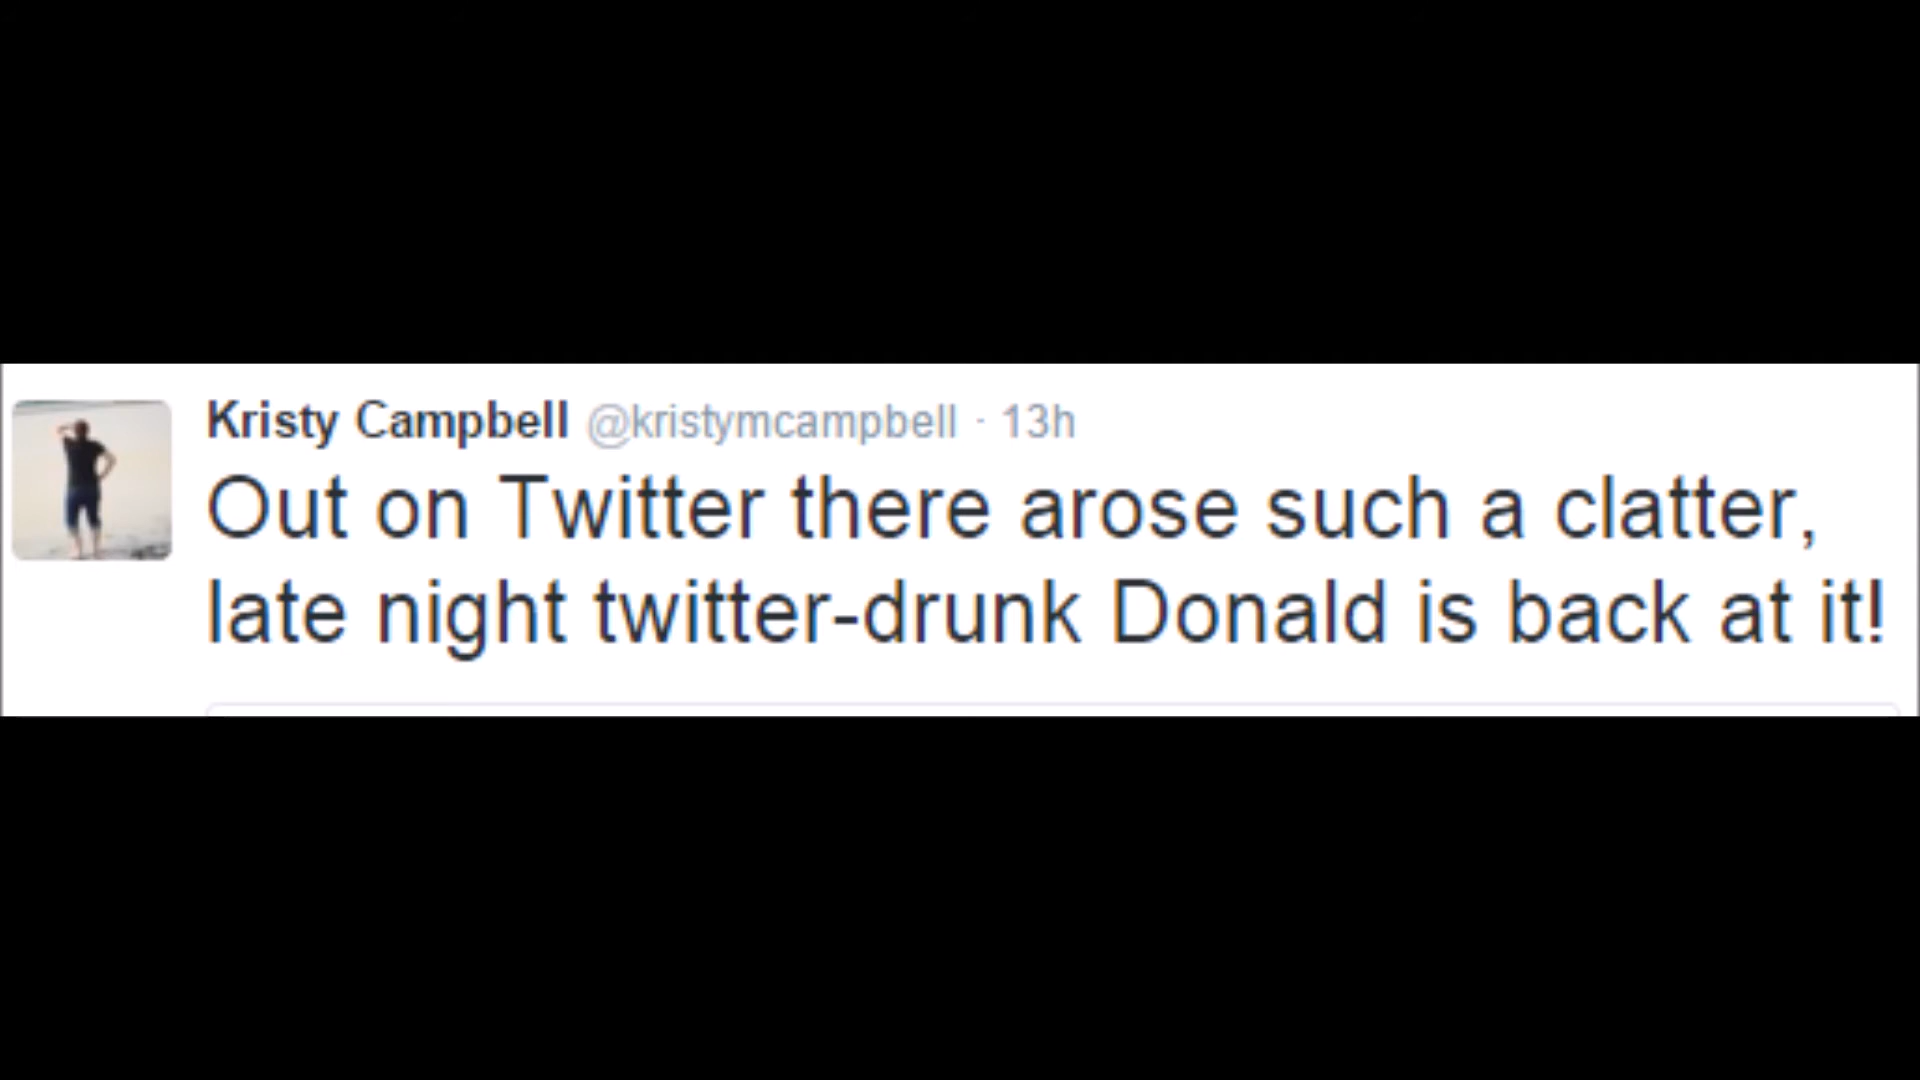 Kristy Campbell @kristymcampbell · 13h
Out on Twitter there arose such a clatter,
late night twitter-drunk Donald is back at it!